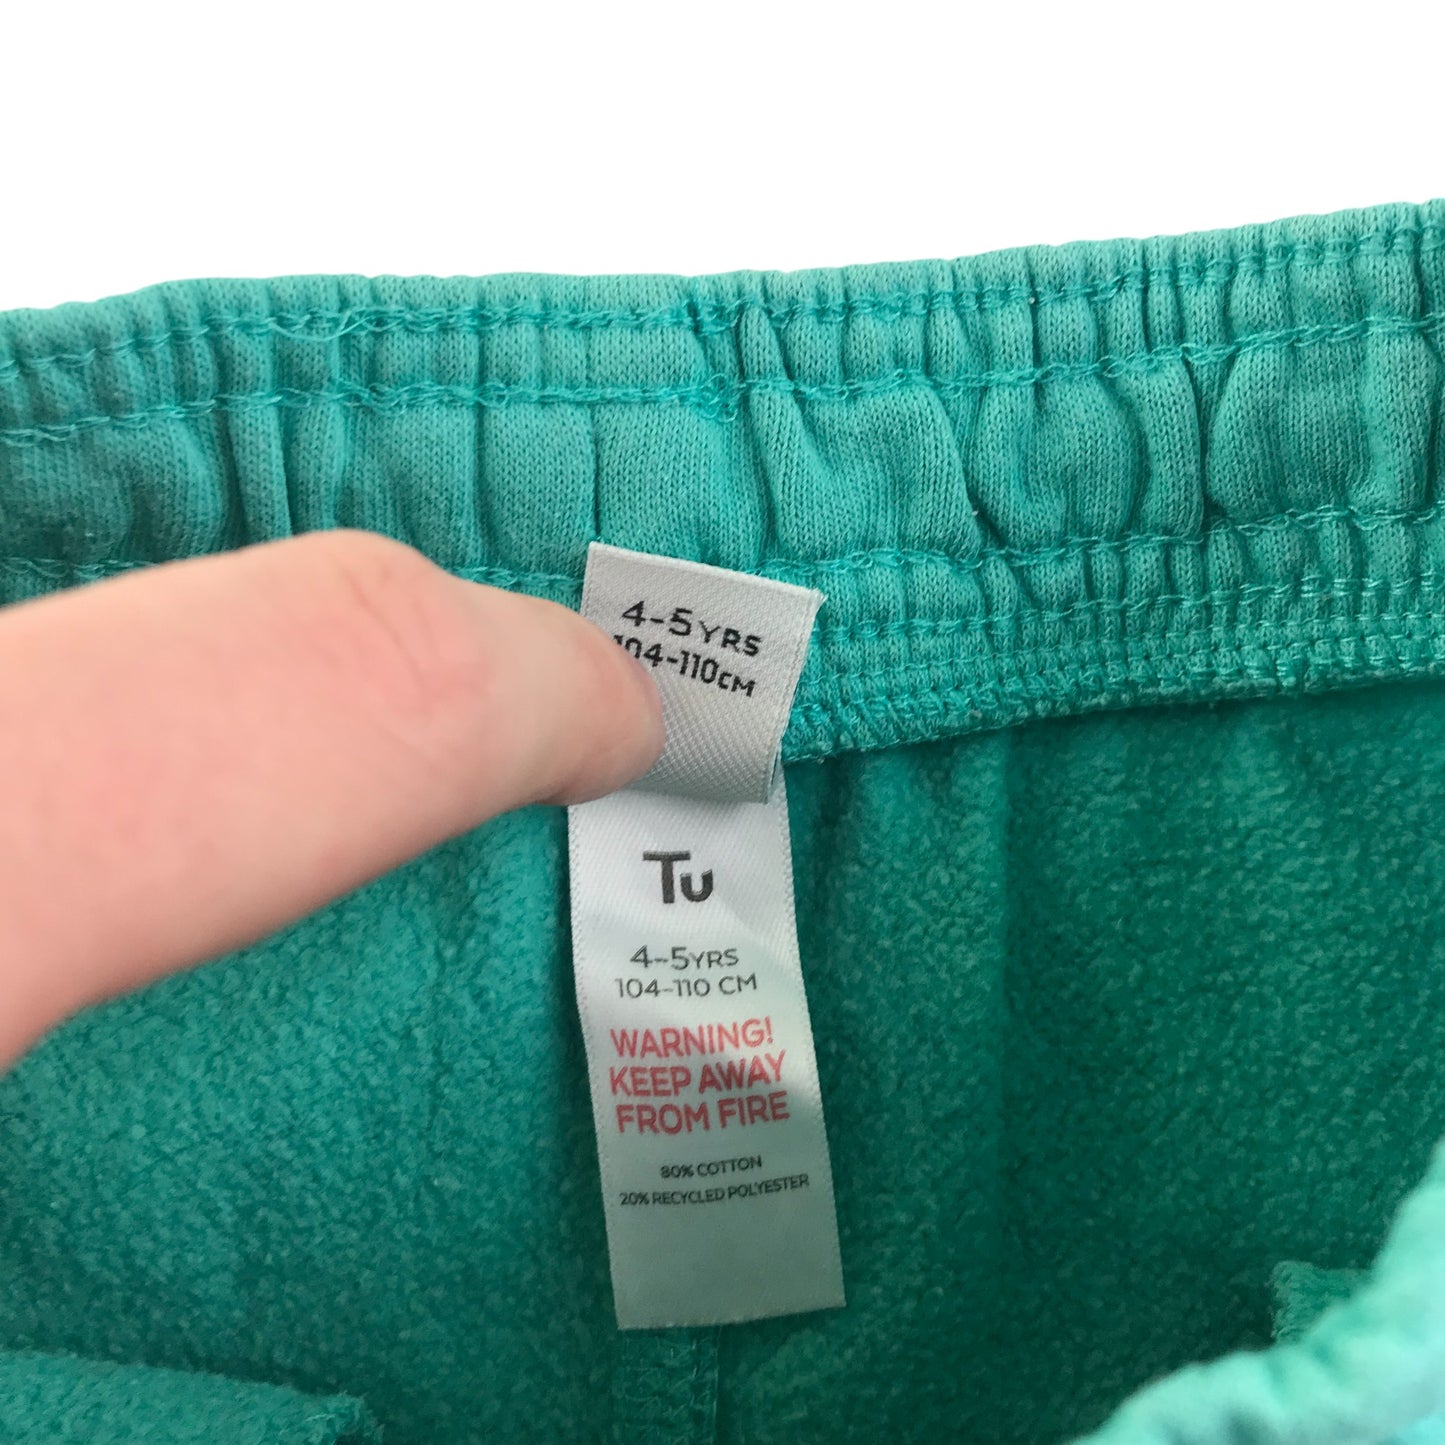 4-5YRS
104-110CM
Tu
4-5YRS
104-110 CM
WARNING!
KEEP AWAY
FROM FIRE
80% COTTON
20% RECYCLED POLYESTER